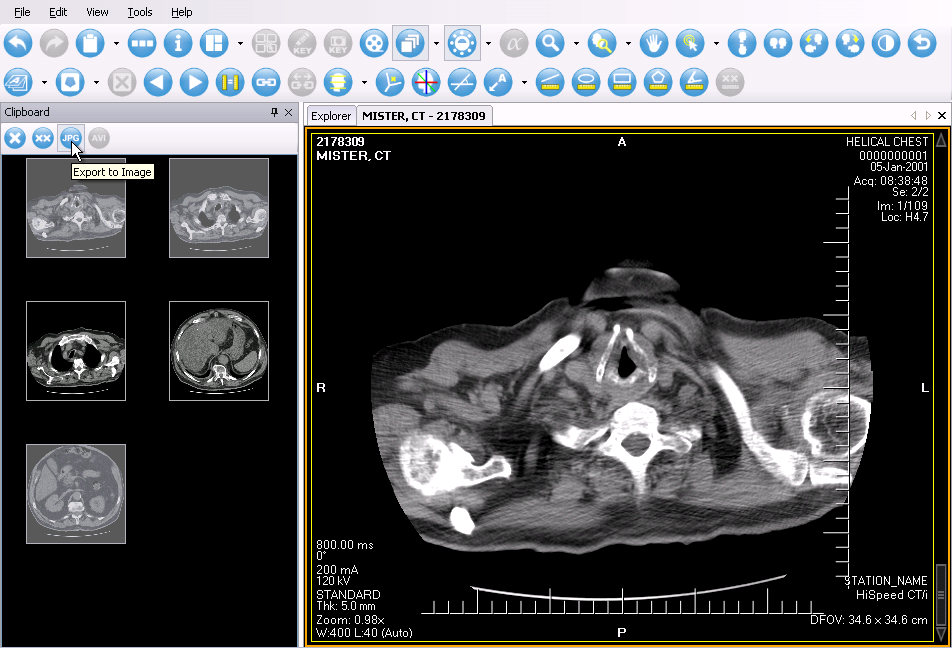 File Edit View Tools Help
KEY
KEY
α
A
Clipboard
Explorer
MISTER, CT - 2178309
JPG
AVI
Export to Image
2178309
MISTER, CT
A
HELICAL CHEST
0000000001
05-Jan-2001
Acq: 08:38:48
Se: 2/2
Im: 1/109
Loc: H4.7
R
L
800.00 ms
0°
200 mA
120 kV
STANDARD
Thk: 5.0 mm
Zoom: 0.98x
W:400 L:40 (Auto)
P
STATION_NAME
HiSpeed CT/i
DFOV: 34.6 x 34.6 cm